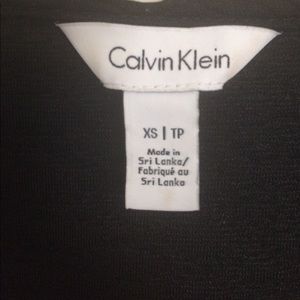 Calvin Klein
XS | TP
Made in
Sri Lanka/
Fabriqué au
Sri Lanka